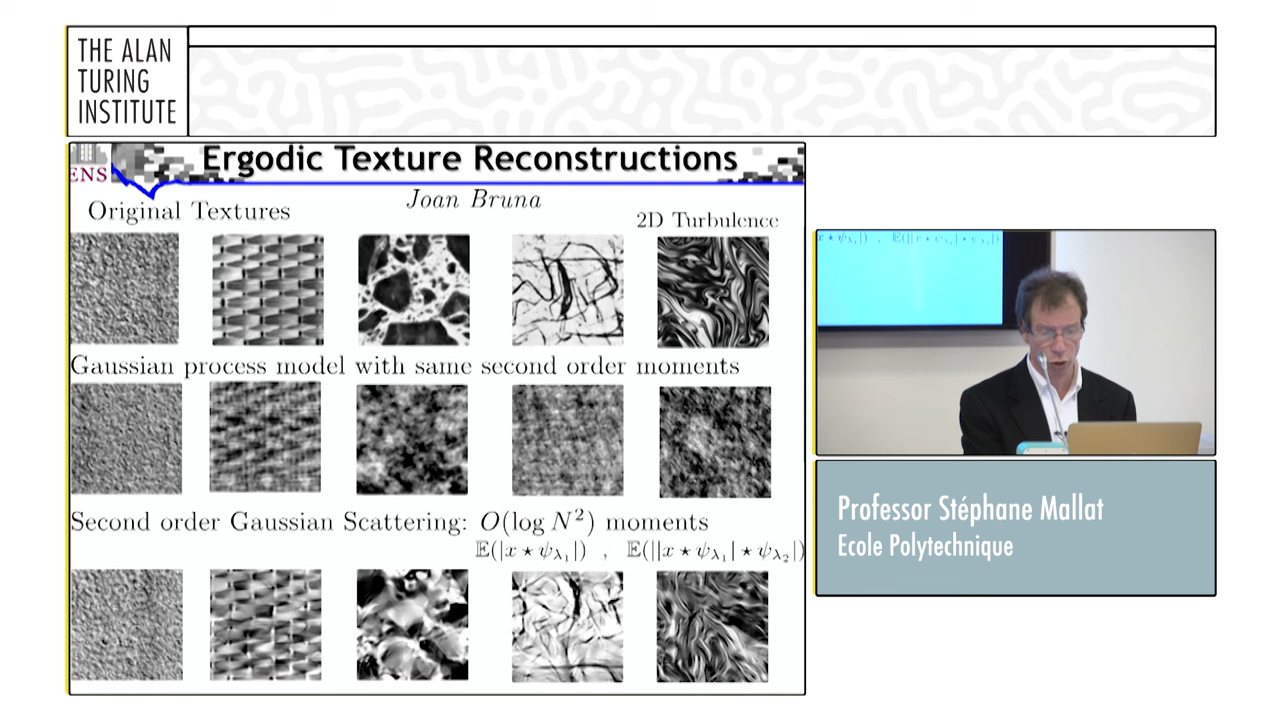 THE ALAN
TURING
INSTITUTE
ENS
Ergodic Texture Reconstructions
Joan Bruna
Original Textures
2D Turbulence
Gaussian process model with same second order moments
Second order Gaussian Scattering: O(log N²) moments
𝔼(|x ⋆ ψ_λ₁|) , 𝔼(||x ⋆ ψ_λ₁| ⋆ ψ_λ₂|)
Professor Stéphane Mallat
Ecole Polytechnique